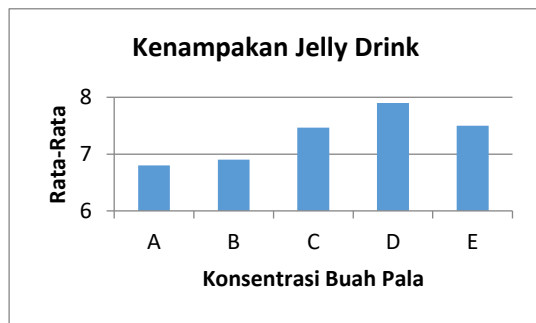 Kenampakan Jelly Drink
Rata-Rata
8
7
6
A B C D E
Konsentrasi Buah Pala